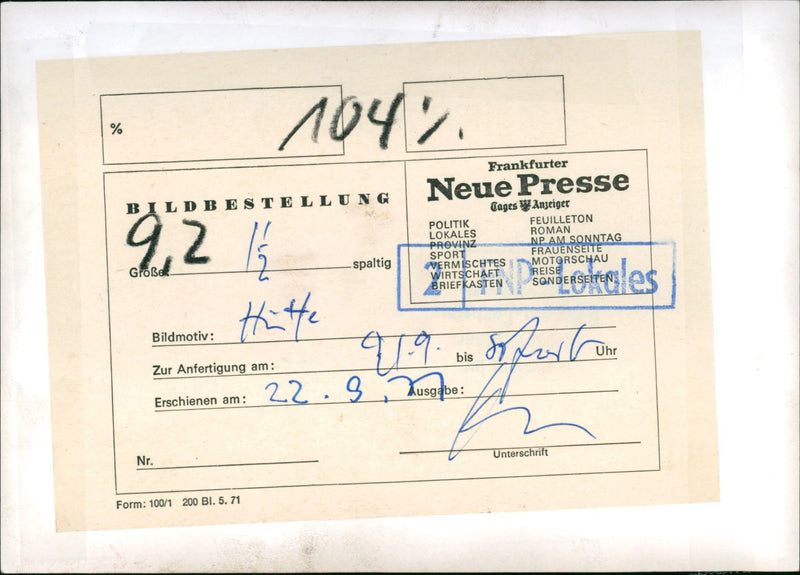 % 104%
BILDBESTELLUNG
9,2
Größe 1/2 spaltig
Frankfurter
Neue Presse
Tages Anzeiger
POLITIK
LOKALES
PROVINZ
SPORT
VERMISCHTES
WIRTSCHAFT
BRIEFKASTEN
FEUILLETON
ROMAN
NP AM SONNTAG
FRAUENSEITE
MOTORSCHAU
REISE
SONDERSEITEN
2 FNP - Lokales
Bildmotiv: Hütte
Zur Anfertigung am: 21.9. bis sofort Uhr
Erschienen am: 22.9.77 Ausgabe:
Nr.
Unterschrift
Form: 100/1 200 Bl. 5. 71